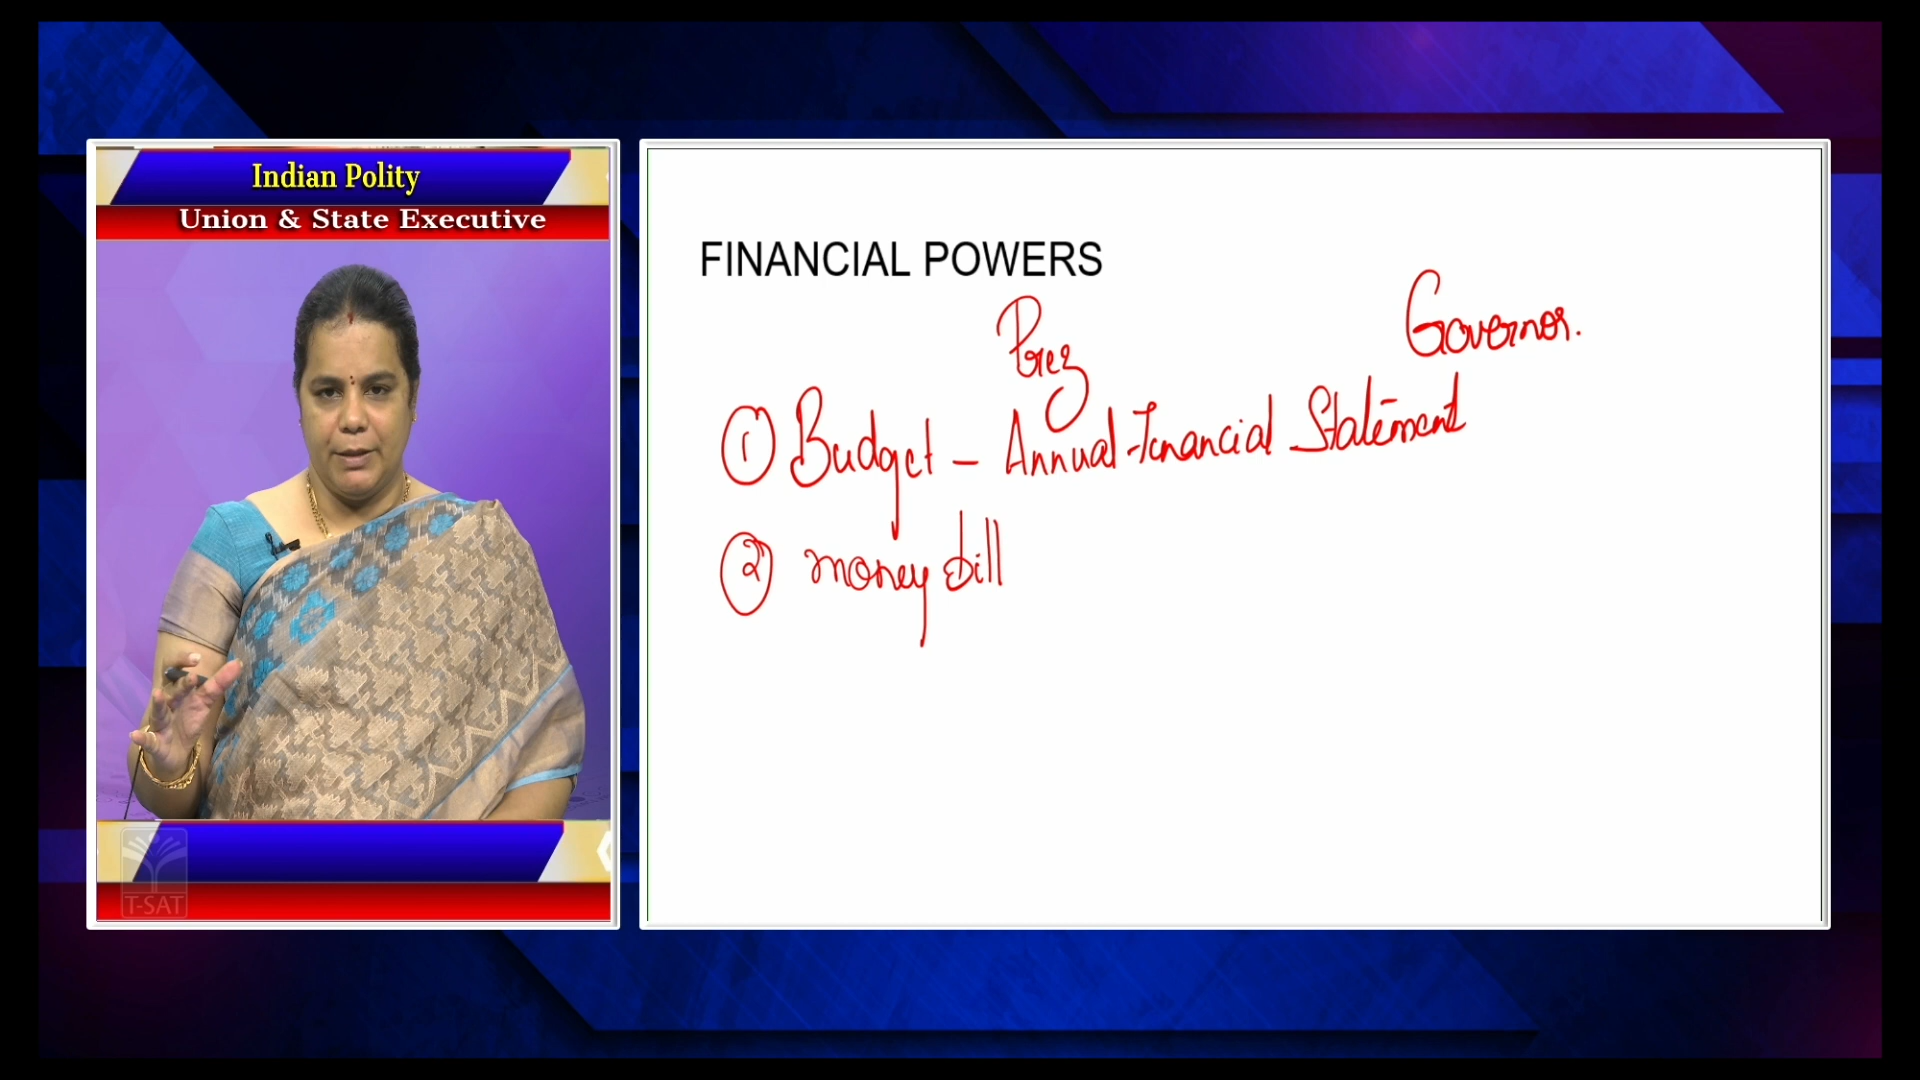 Indian Polity
Union & State Executive
FINANCIAL POWERS
Prez
Governor.
① Budget - Annual Financial Statement
② money bill
T-SAT